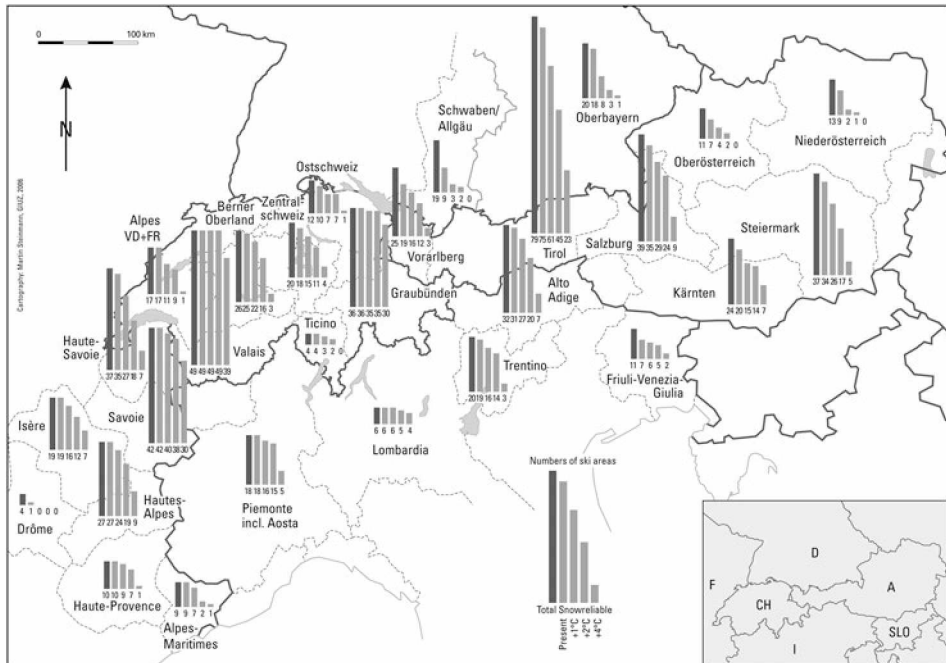 0 100 km
N
Cartography: Martin Steinmann, GIUZ, 2006
Schwaben/
Allgäu
19 9 3 2 0
Oberbayern
20 18 8 3 1
Oberösterreich
11 7 4 2 0
Niederösterreich
13 9 2 1 0
Ostschweiz
12 10 7 7 1
Zentral-
schweiz
20 18 15 11 4
Berner
Oberland
26 25 22 16 3
Alpes
VD+FR
17 17 11 9 1
Vorarlberg
25 19 16 12 3
Tirol
79 75 61 45 23
Salzburg
39 35 29 24 9
Steiermark
37 34 26 17 5
Kärnten
24 20 15 14 7
Graubünden
36 36 35 35 30
Alto
Adige
32 31 27 20 7
Haute-
Savoie
37 35 27 18 7
Valais
49 49 49 49 39
Ticino
4 4 3 2 0
Trentino
20 19 16 14 3
Friuli-Venezia-
Giulia
11 7 6 5 2
Savoie
42 42 40 38 30
Isère
19 19 16 12 7
Lombardia
6 6 6 5 4
Hautes-
Alpes
27 27 24 19 9
Piemonte
incl. Aosta
18 18 16 15 5
Drôme
4 1 0 0 0
Haute-Provence
10 10 9 7 1
Alpes-
Maritimes
9 9 7 2 1
Numbers of ski areas
Total Snowreliable
Present
+1°C
+2°C
+4°C
F
D
CH
A
SLO
I